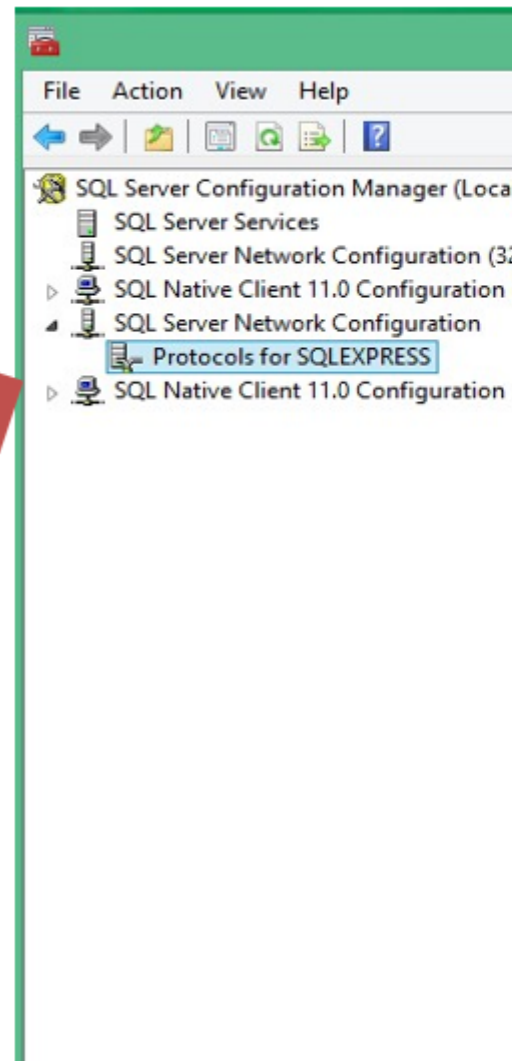 File Action View Help
SQL Server Configuration Manager (Loca
SQL Server Services
SQL Server Network Configuration (32
SQL Native Client 11.0 Configuration
SQL Server Network Configuration
Protocols for SQLEXPRESS
SQL Native Client 11.0 Configuration